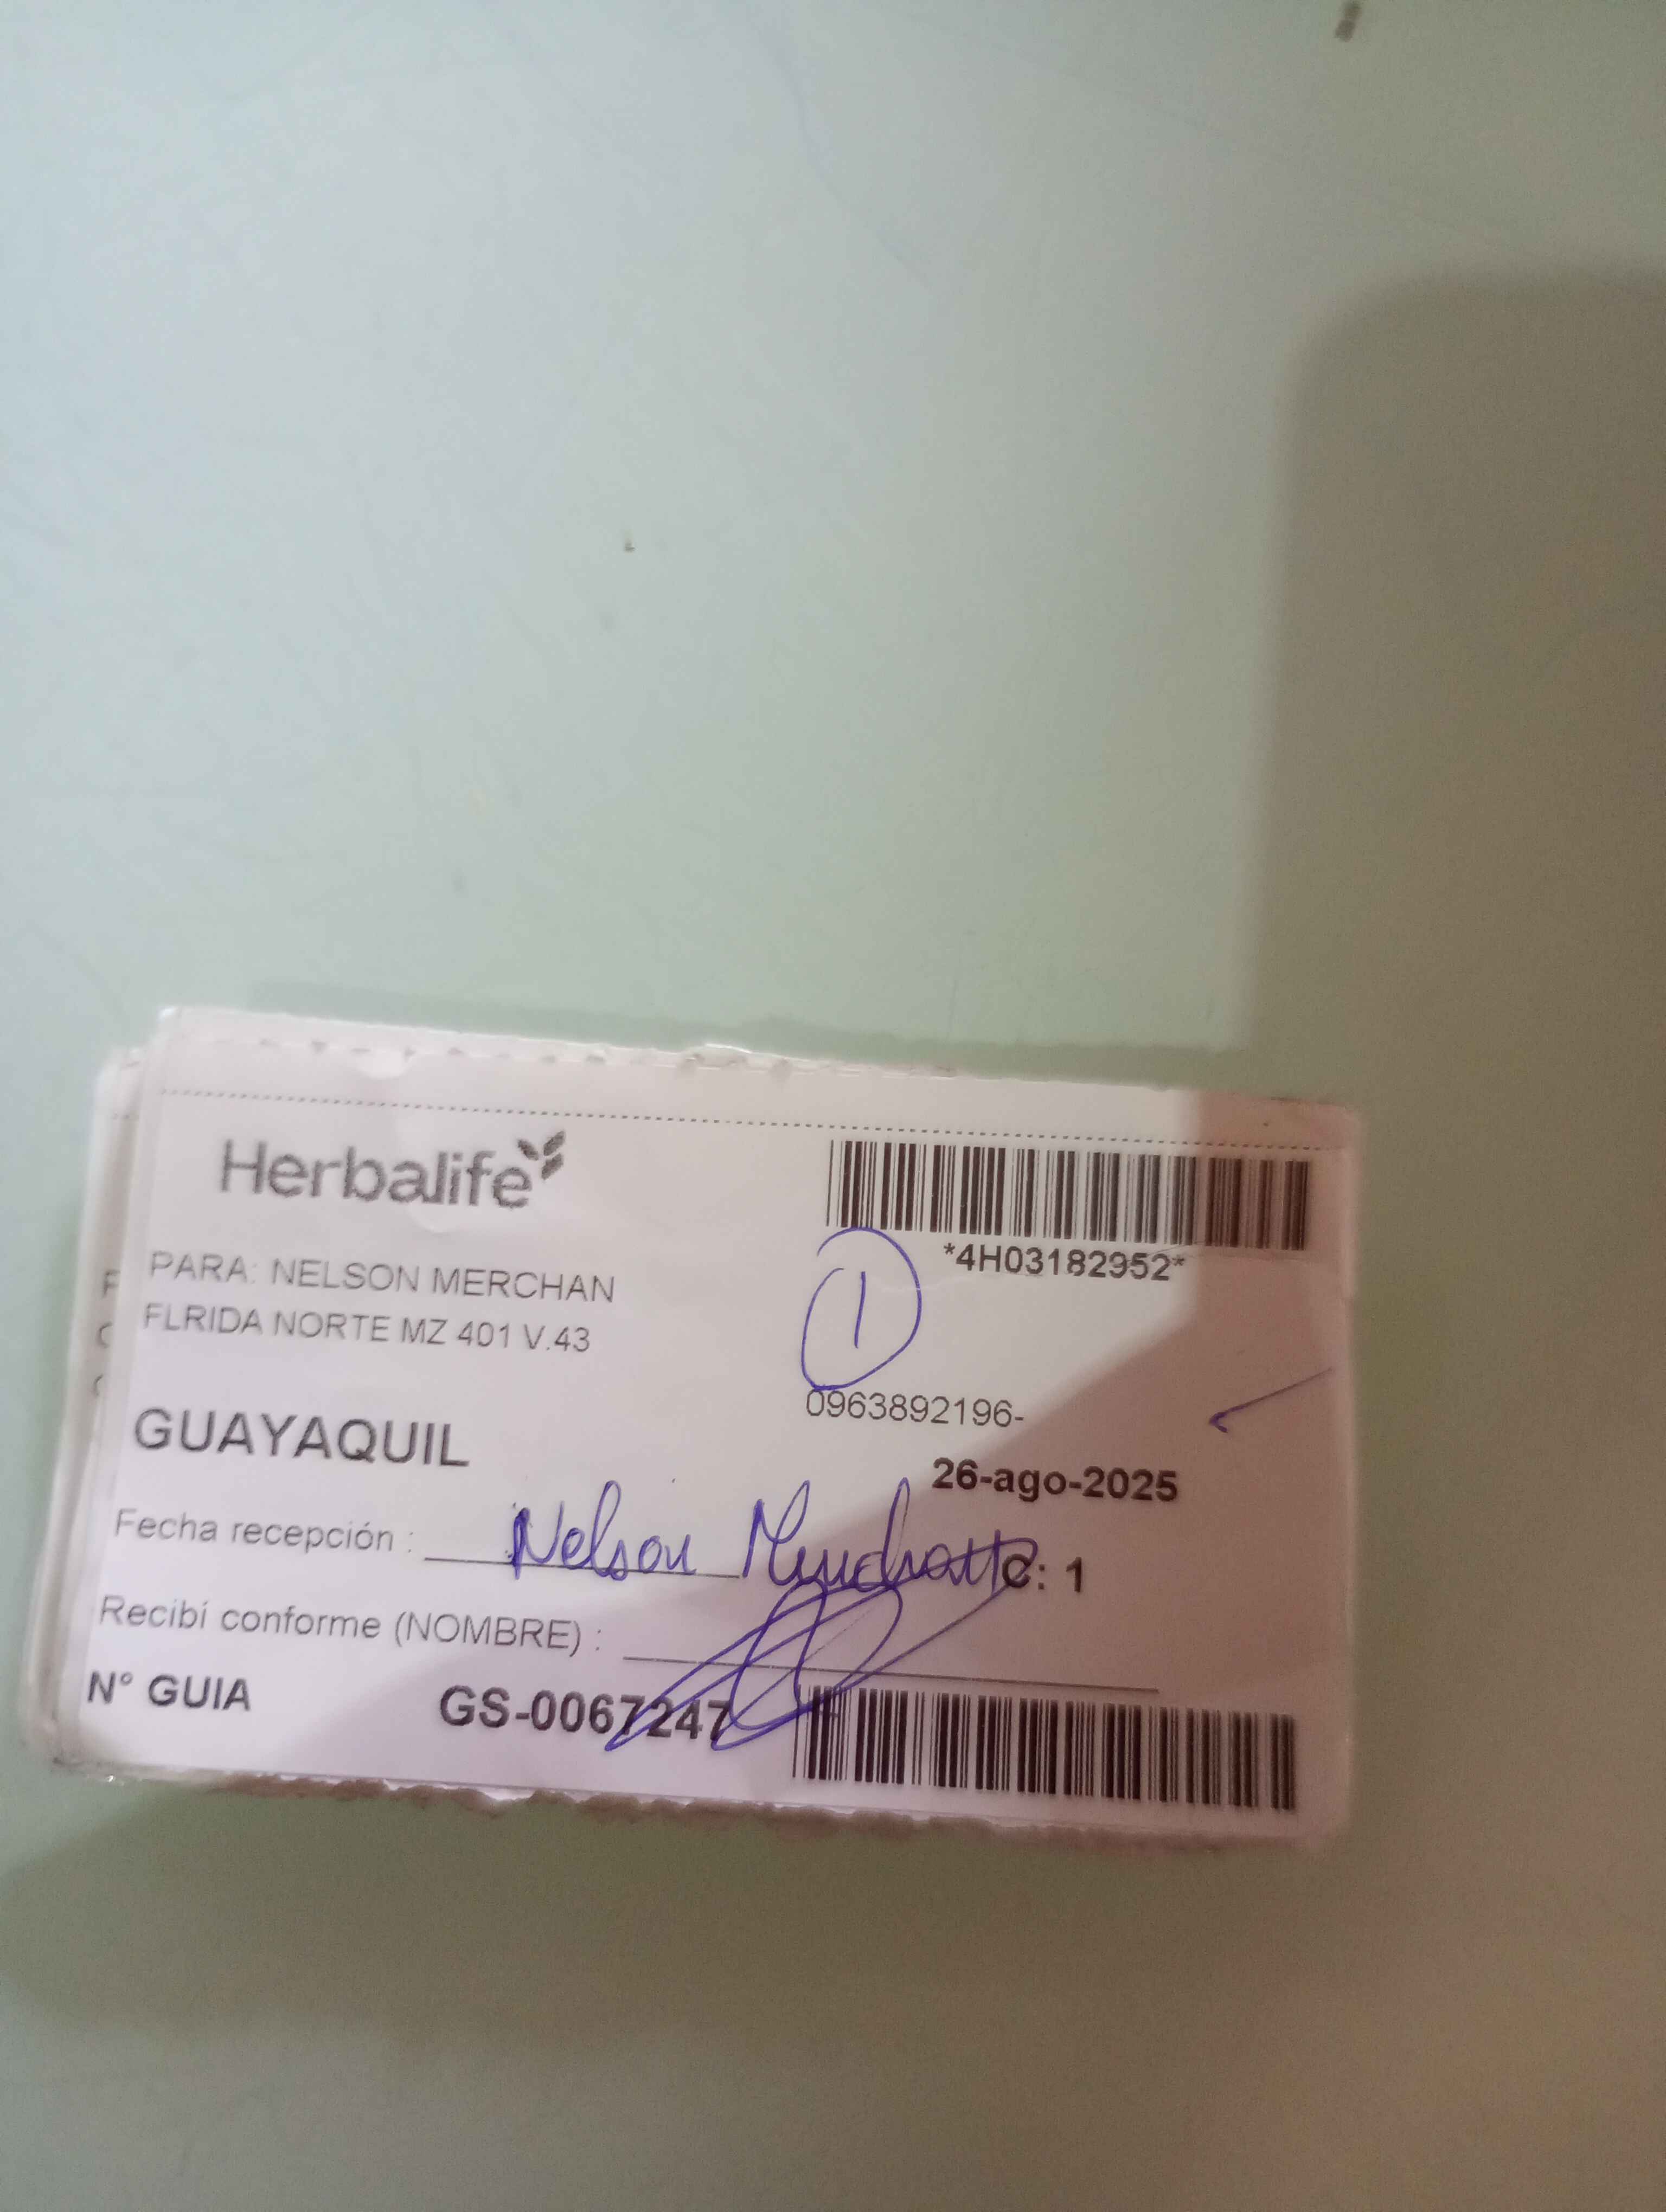 Herbalife
*4H03182952*
PARA: NELSON MERCHAN
FLRIDA NORTE MZ 401 V.43
1
0963892196-
GUAYAQUIL
26-ago-2025
Fecha recepción : Nelson
C: 1
Recibí conforme (NOMBRE) :
N° GUIA GS-0067247